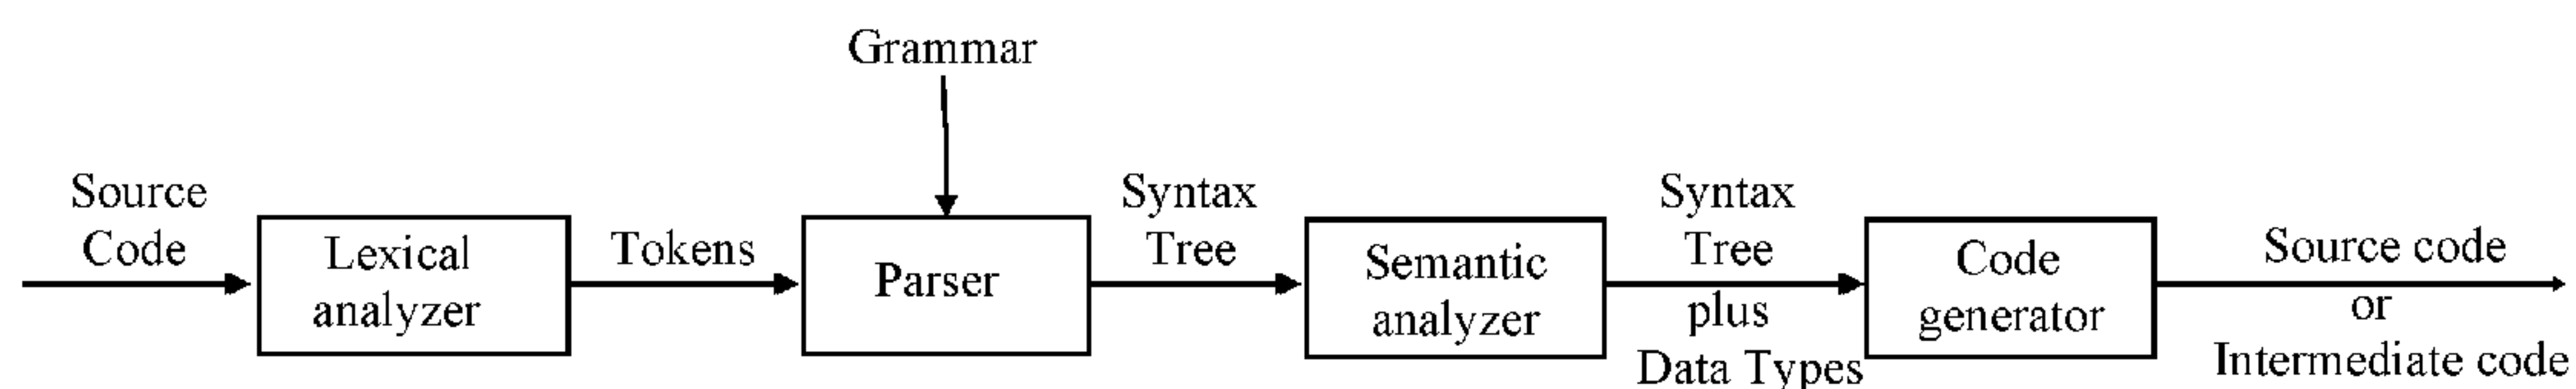 Grammar
Source
Code
Lexical
analyzer
Tokens
Parser
Syntax
Tree
Semantic
analyzer
Syntax
Tree
plus
Data Types
Code
generator
Source code
or
Intermediate code